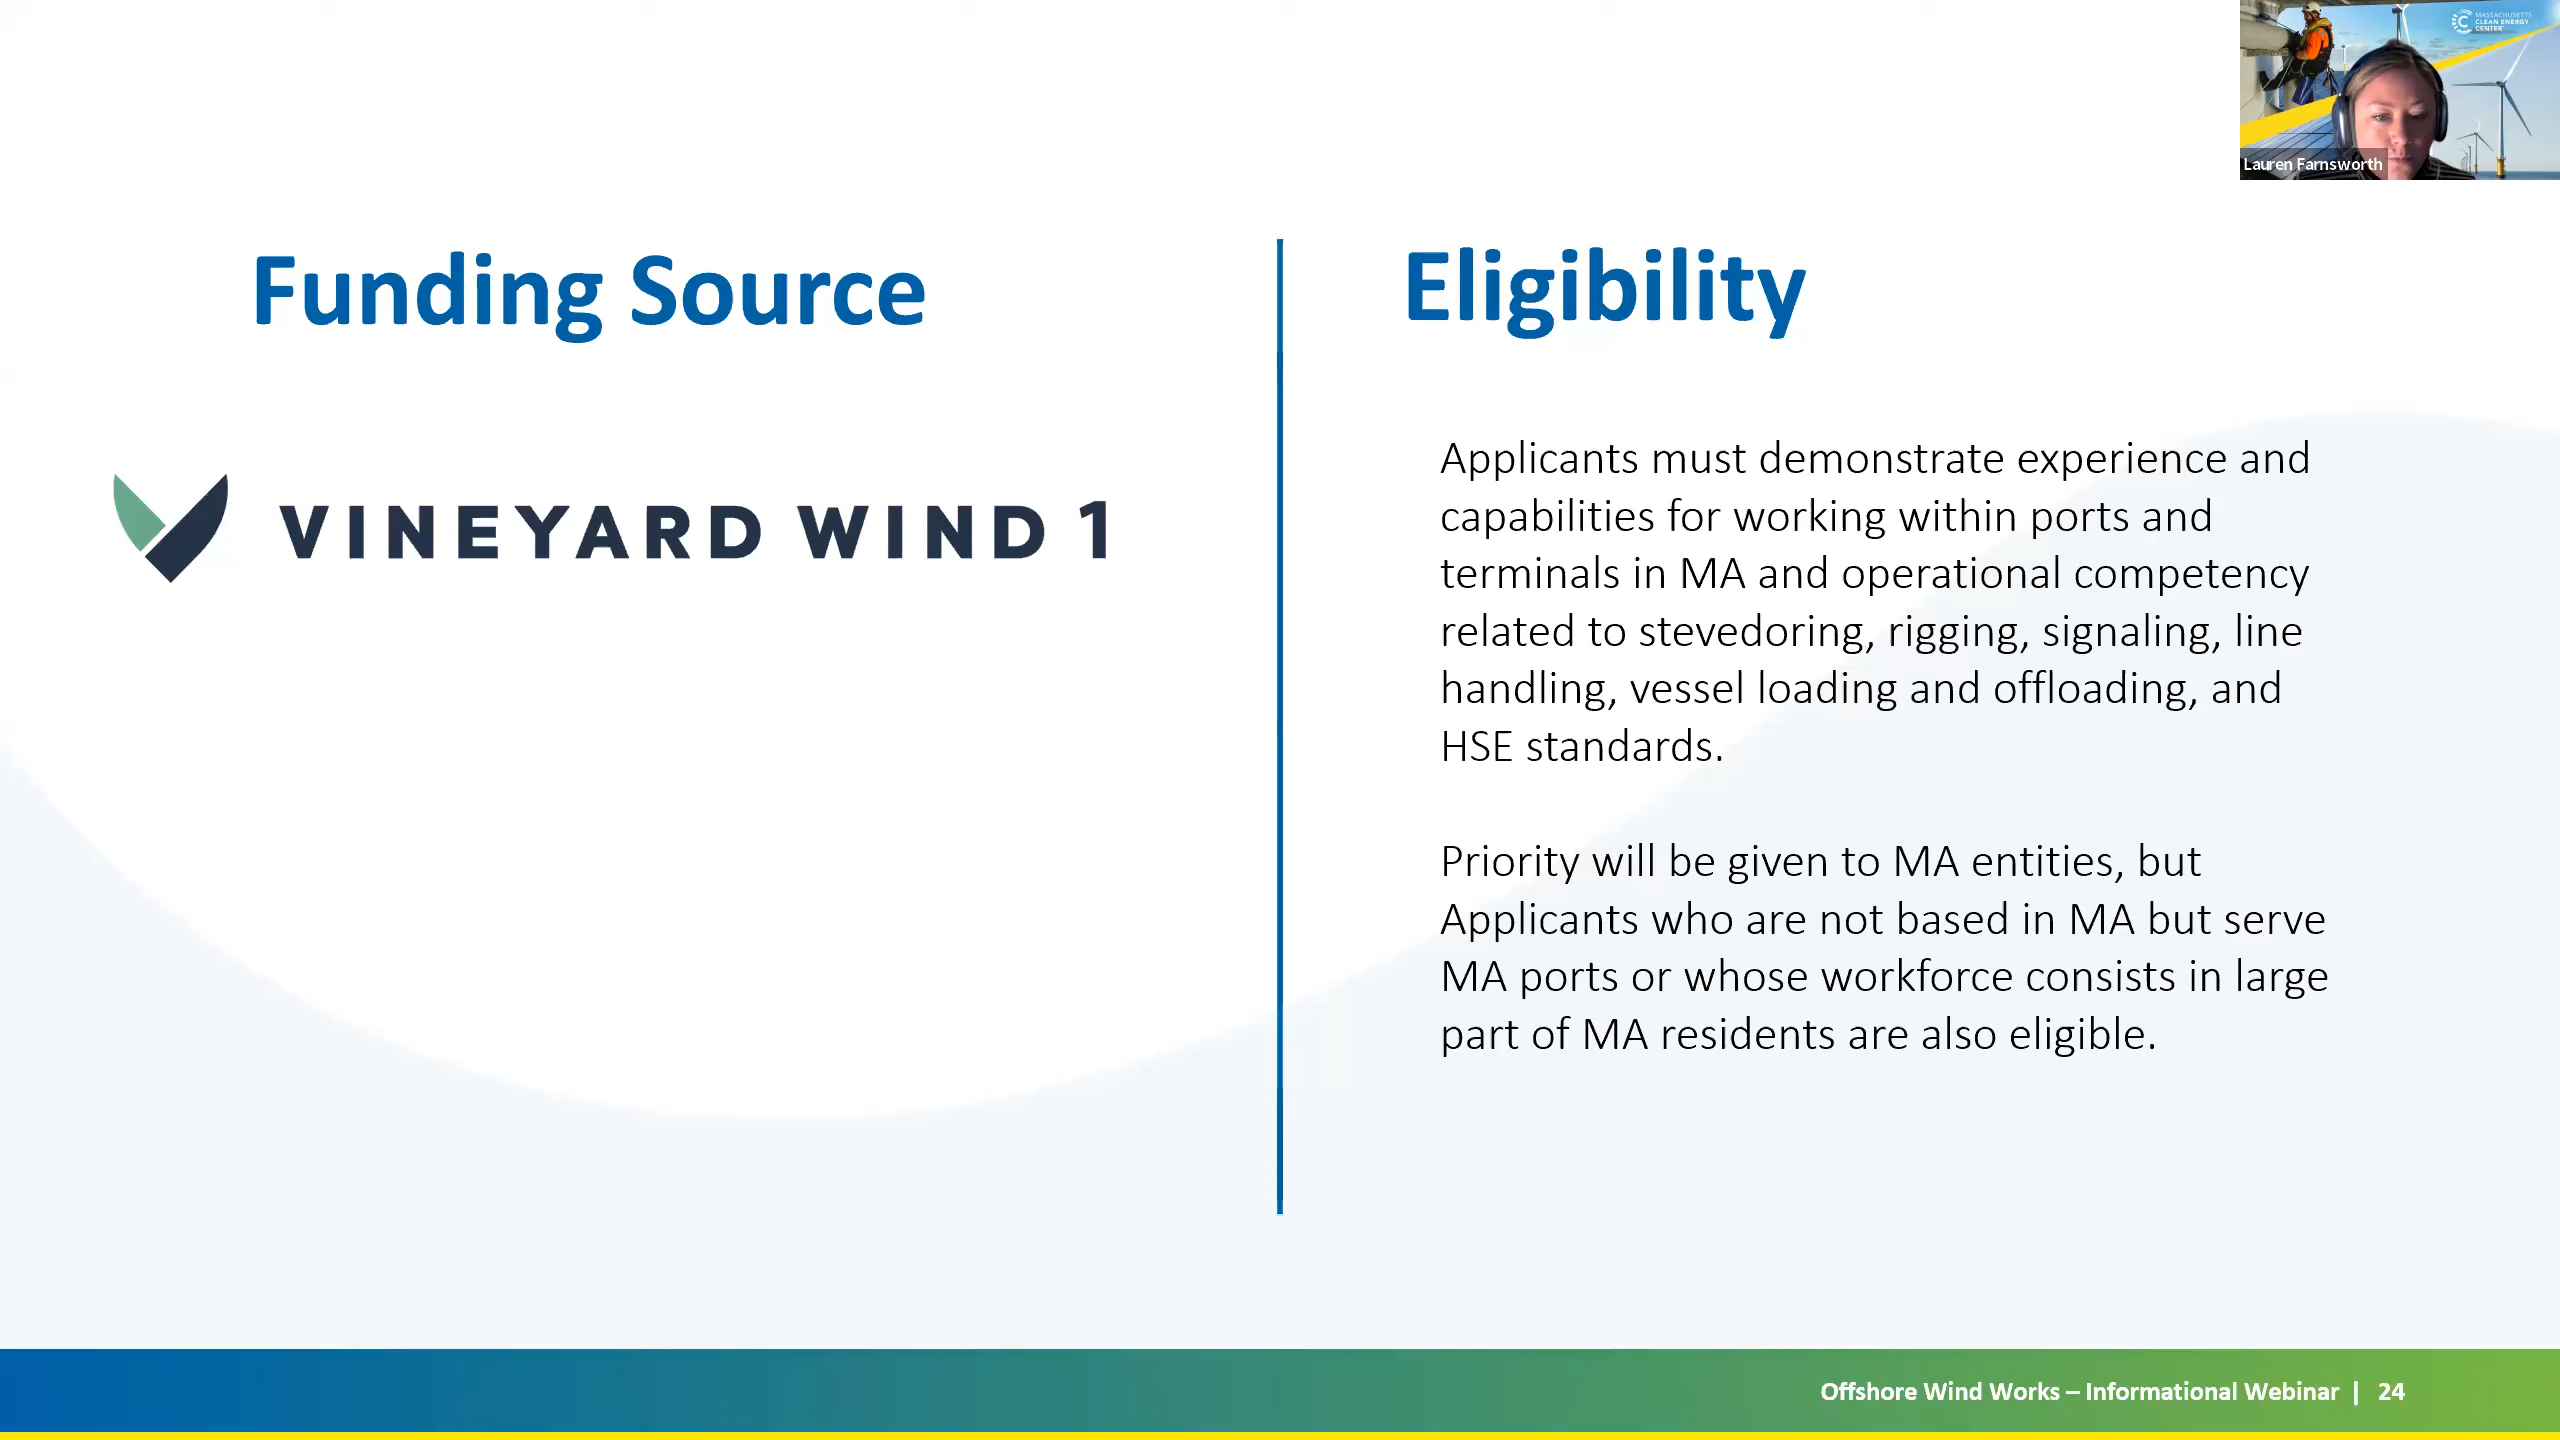 MASSACHUSETTS
CLEAN ENERGY
CENTER
Lauren Farnsworth
Funding Source
VINEYARD WIND 1
Eligibility
Applicants must demonstrate experience and
capabilities for working within ports and
terminals in MA and operational competency
related to stevedoring, rigging, signaling, line
handling, vessel loading and offloading, and
HSE standards.
Priority will be given to MA entities, but
Applicants who are not based in MA but serve
MA ports or whose workforce consists in large
part of MA residents are also eligible.
Offshore Wind Works – Informational Webinar | 24